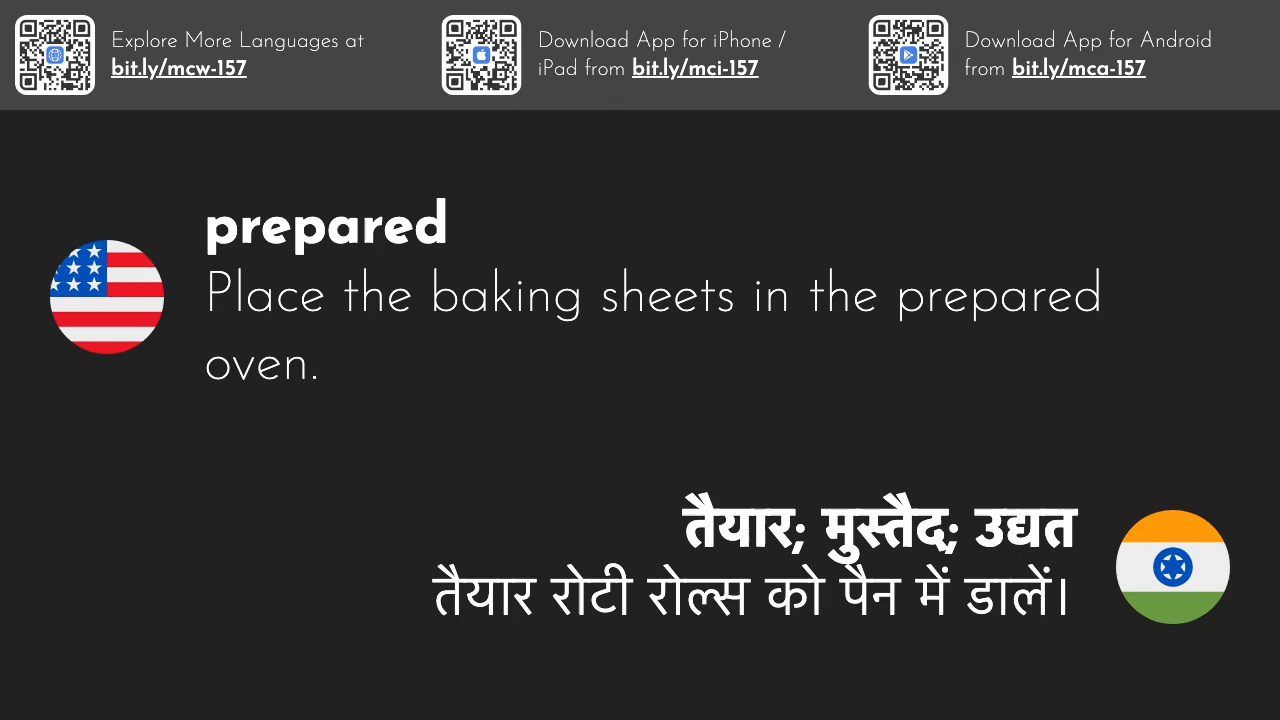 Explore More Languages at
bit.ly/mcw-157
Download App for iPhone /
iPad from bit.ly/mci-157
Download App for Android
from bit.ly/mca-157
prepared
Place the baking sheets in the prepared
oven.
तैयार; मुस्तैद; उद्यत
तैयार रोटी रोल्स को पैन में डालें।